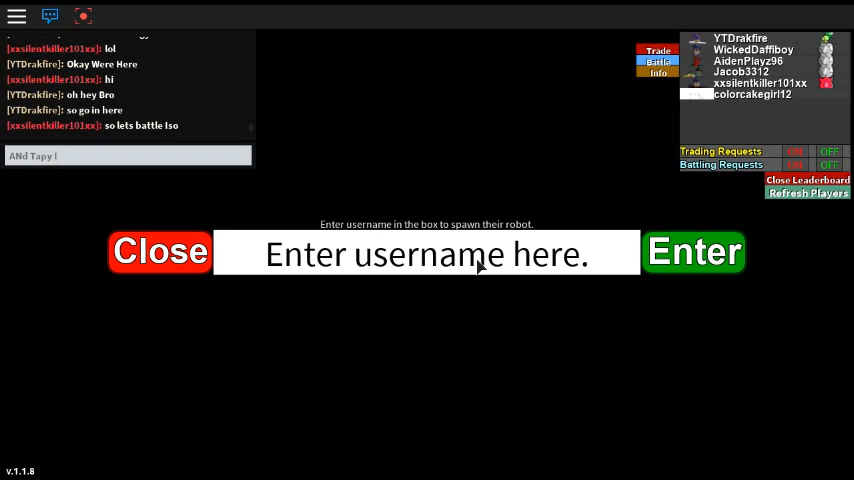 [xxsilentkiller101xx]: lol
[YTDrakfire]: Okay Were Here
[xxsilentkiller101xx]: hi
[YTDrakfire]: oh hey Bro
[YTDrakfire]: so go in here
[xxsilentkiller101xx]: so lets battle Iso
ANd Tapy I
Trade
Battle
Info
YTDrakfire
WickedDaffiboy
AidenPlayz96
Jacob3312
xxsilentkiller101xx
colorcakegirl12
Trading Requests ON OFF
Battling Requests ON OFF
Close Leaderboard
Refresh Players
Enter username in the box to spawn their robot.
Close Enter username here. Enter
v.1.1.8